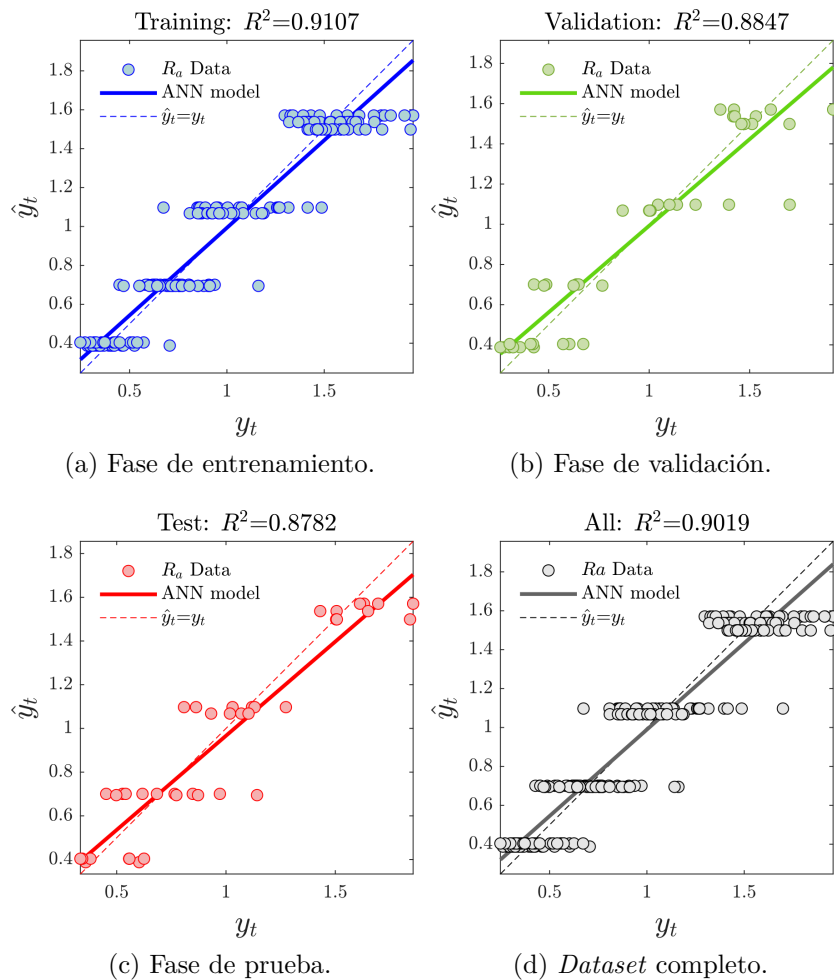 Training: R²=0.9107
1.8
1.6
1.4
1.2
1
0.8
0.6
0.4
ŷₜ
Rₐ Data
ANN model
ŷₜ=yₜ
0.5 1 1.5
yₜ
(a) Fase de entrenamiento.
Validation: R²=0.8847
1.8
1.6
1.4
1.2
1
0.8
0.6
0.4
ŷₜ
Rₐ Data
ANN model
ŷₜ=yₜ
0.5 1 1.5
yₜ
(b) Fase de validación.
Test: R²=0.8782
1.8
1.6
1.4
1.2
1
0.8
0.6
0.4
ŷₜ
Rₐ Data
ANN model
ŷₜ=yₜ
0.5 1 1.5
yₜ
(c) Fase de prueba.
All: R²=0.9019
1.8
1.6
1.4
1.2
1
0.8
0.6
0.4
ŷₜ
Ra Data
ANN model
ŷₜ=yₜ
0.5 1 1.5
yₜ
(d) Dataset completo.